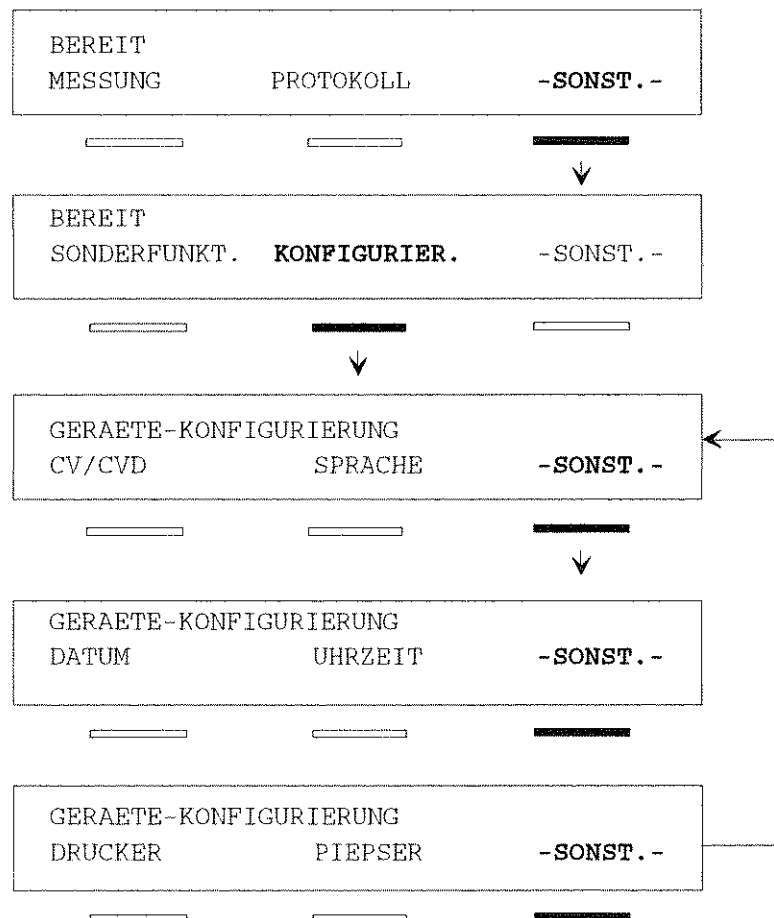 BEREIT
MESSUNG PROTOKOLL -SONST.-
BEREIT
SONDERFUNKT. KONFIGURIER. -SONST.-
GERAETE-KONFIGURIERUNG
CV/CVD SPRACHE -SONST.-
GERAETE-KONFIGURIERUNG
DATUM UHRZEIT -SONST.-
GERAETE-KONFIGURIERUNG
DRUCKER PIEPSER -SONST.-